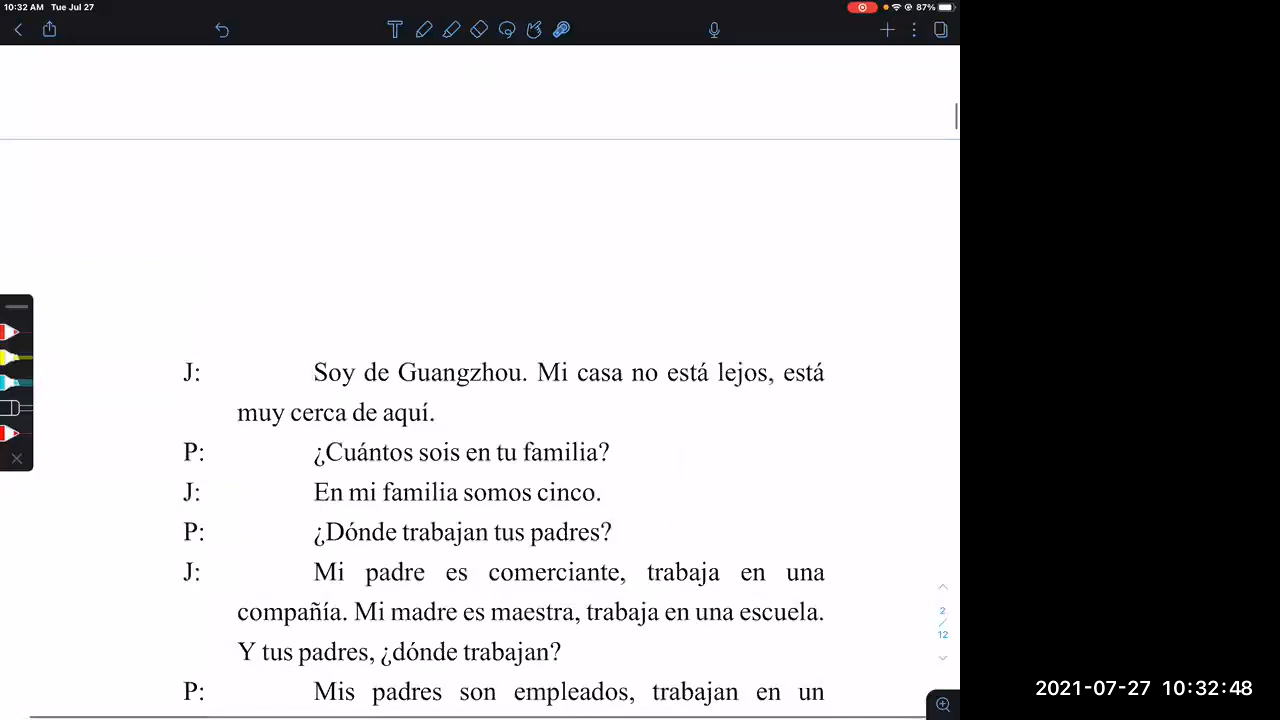 10:32 AM Tue Jul 27
87%
J: Soy de Guangzhou. Mi casa no está lejos, está
muy cerca de aquí.
P: ¿Cuántos sois en tu familia?
J: En mi familia somos cinco.
P: ¿Dónde trabajan tus padres?
J: Mi padre es comerciante, trabaja en una
compañía. Mi madre es maestra, trabaja en una escuela.
Y tus padres, ¿dónde trabajan?
P: Mis padres son empleados, trabajan en un
2
/
12
2021-07-27 10:32:48